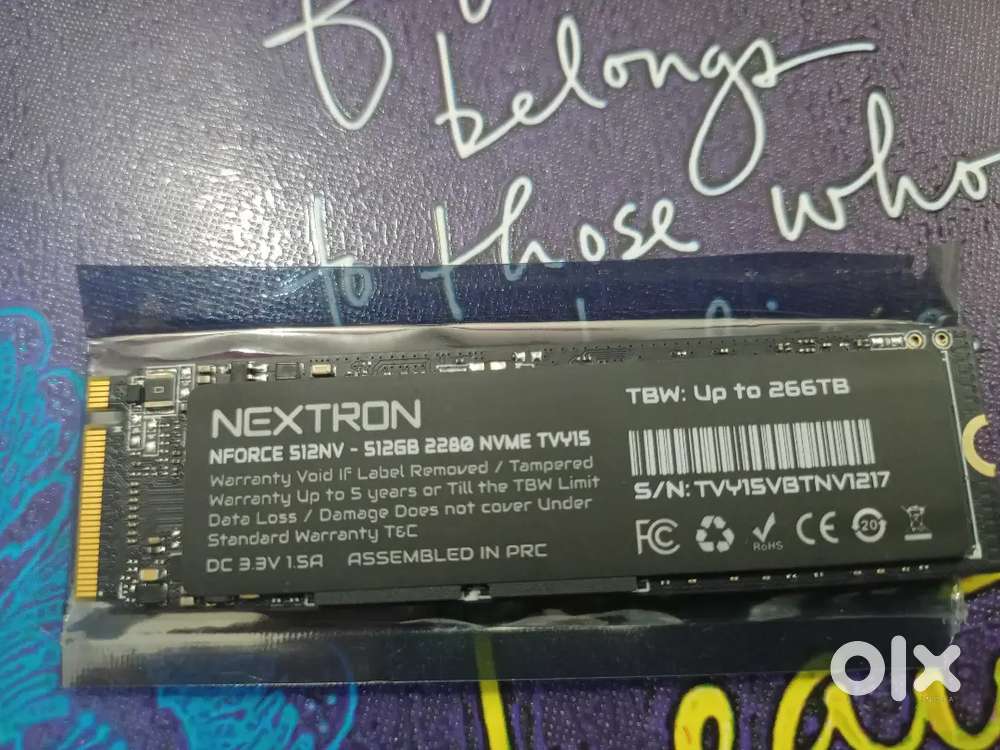 belongs
to those who
NEXTRON
NFORCE 512NV - 512GB 2280 NVME TVY15
Warranty Void If Label Removed / Tampered
Warranty Up to 5 years or Till the TBW Limit
Data Loss / Damage Does not cover Under
Standard Warranty T&C
DC 3.3V 1.5A ASSEMBLED IN PRC
TBW: Up to 266TB
S/N: TVY15VBTNV1217
FC
RoHS
CE
20
olx